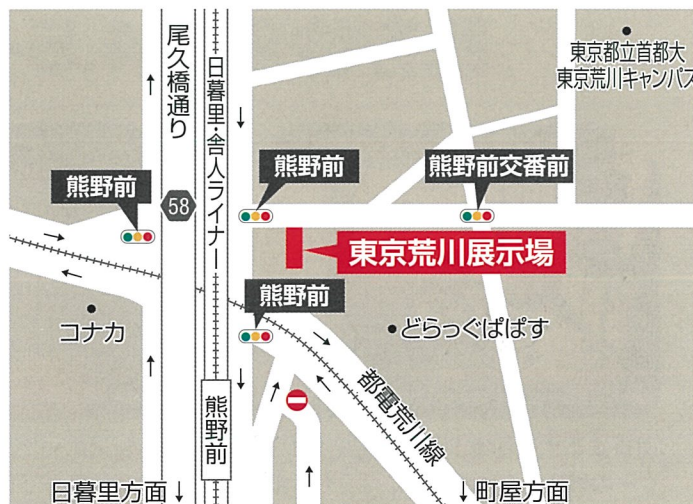 尾久橋通り
日暮里・舎人ライナー
東京都立首都大
東京荒川キャンパス
熊野前
熊野前
熊野前交番前
58
東京荒川展示場
熊野前
コナカ
どらっぐぱぱす
都電荒川線
熊野前
日暮里方面↓
↓町屋方面